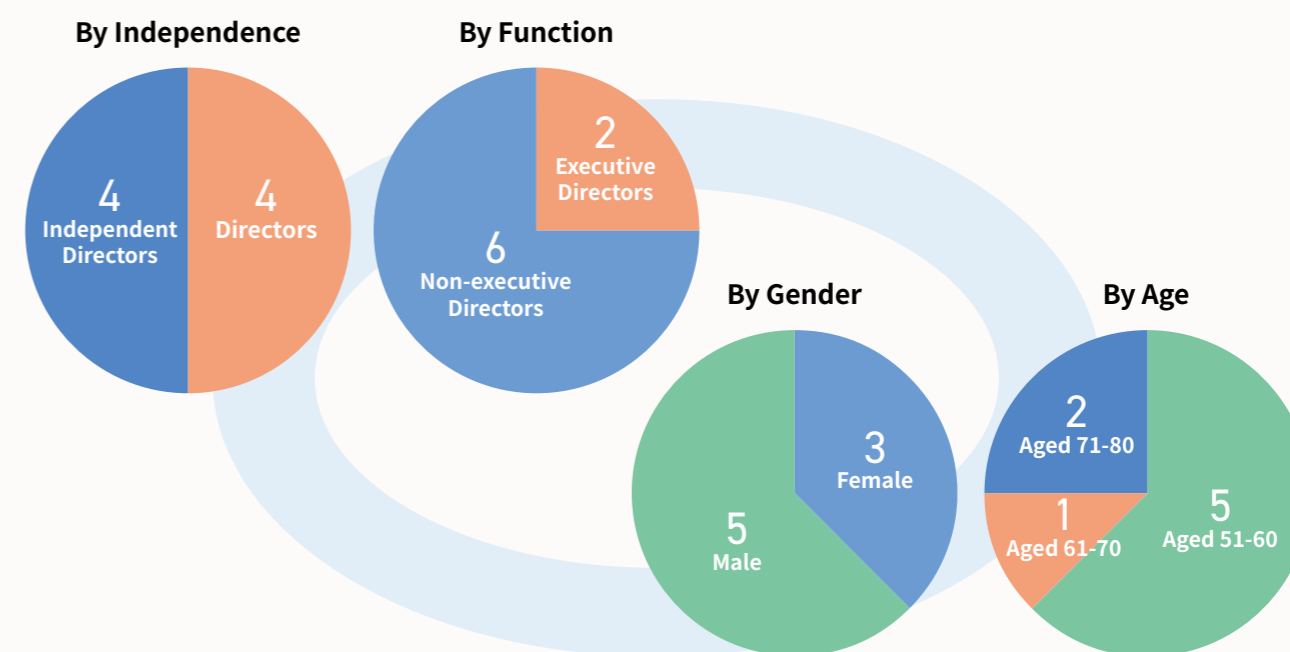 By Independence
4
Independent
Directors
4
Directors
By Function
2
Executive
Directors
6
Non-executive
Directors
By Gender
3
Female
5
Male
By Age
2
Aged 71-80
1
Aged 61-70
5
Aged 51-60